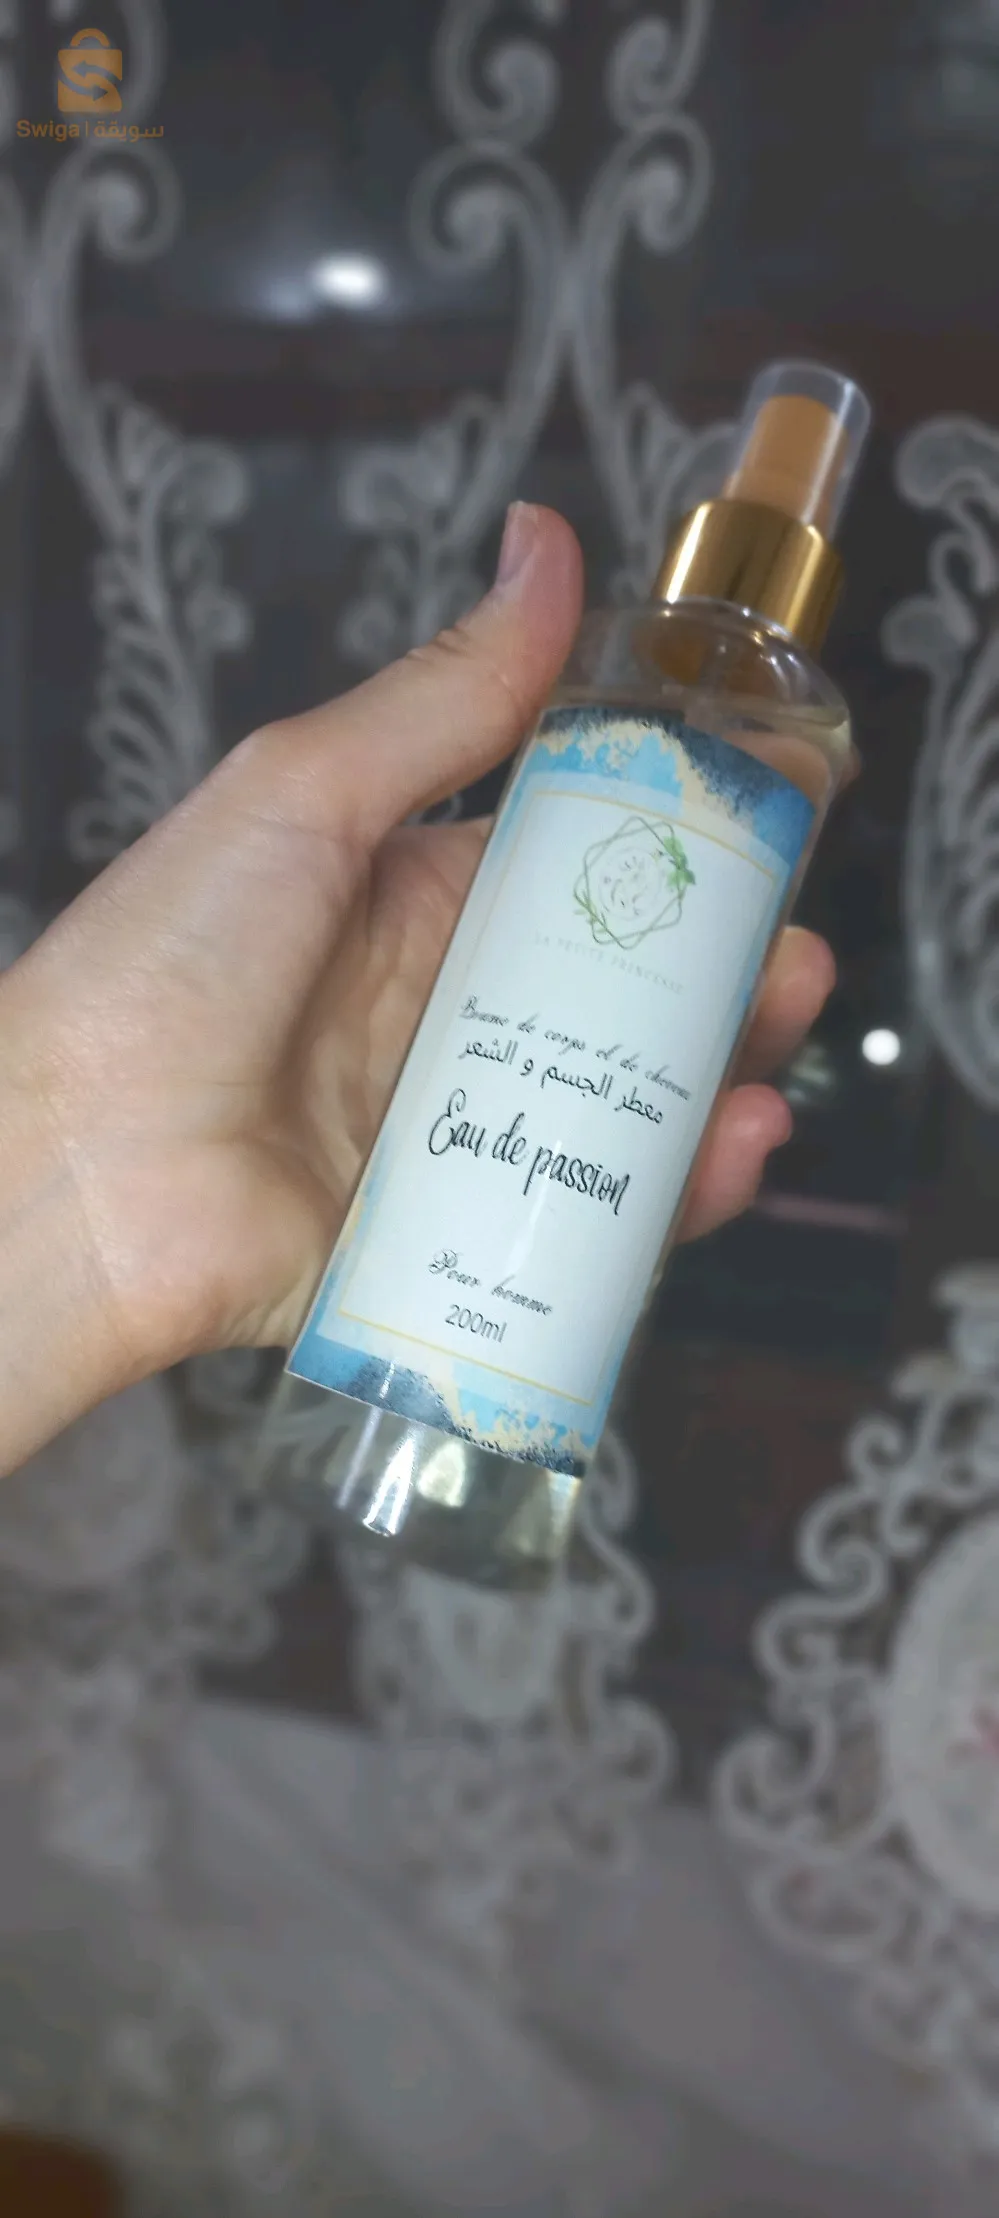 Swiga | سويقة
LA PETITE PRINCESSE
Brume de corps et de cheveux
معطر الجسم و الشعر
Eau de passion
Pour homme
200ml